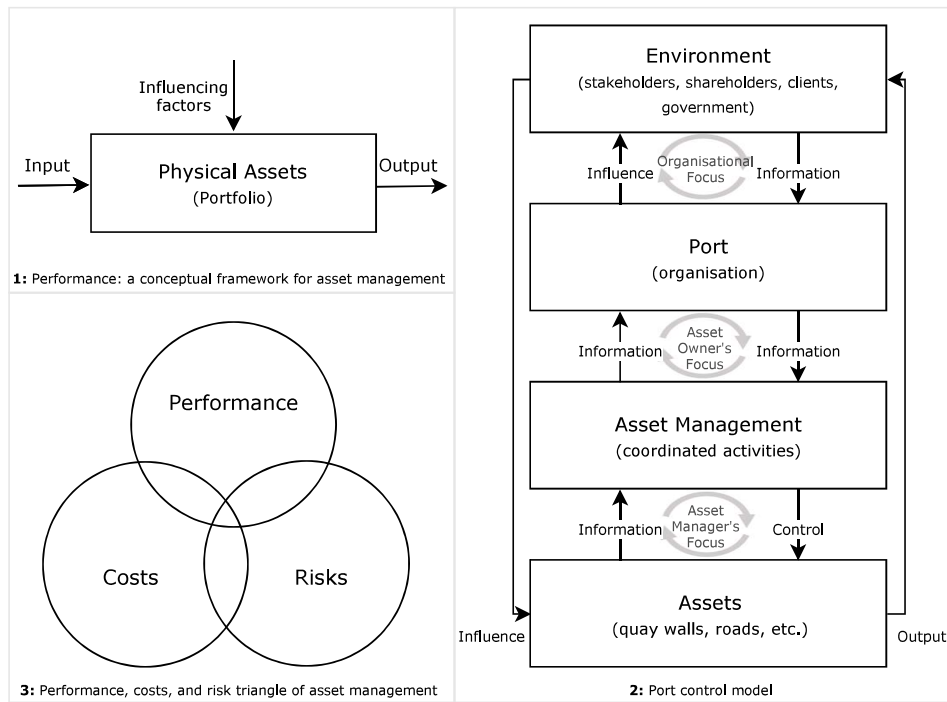 Influencing
factors
Input
Physical Assets
(Portfolio)
Output
1: Performance: a conceptual framework for asset management
Performance
Costs
Risks
3: Performance, costs, and risk triangle of asset management
Environment
(stakeholders, shareholders, clients,
government)
Influence
Organisational
Focus
Information
Port
(organisation)
Information
Asset
Owner's
Focus
Information
Asset Management
(coordinated activities)
Information
Asset
Manager's
Focus
Control
Assets
(quay walls, roads, etc.)
Influence
Output
2: Port control model